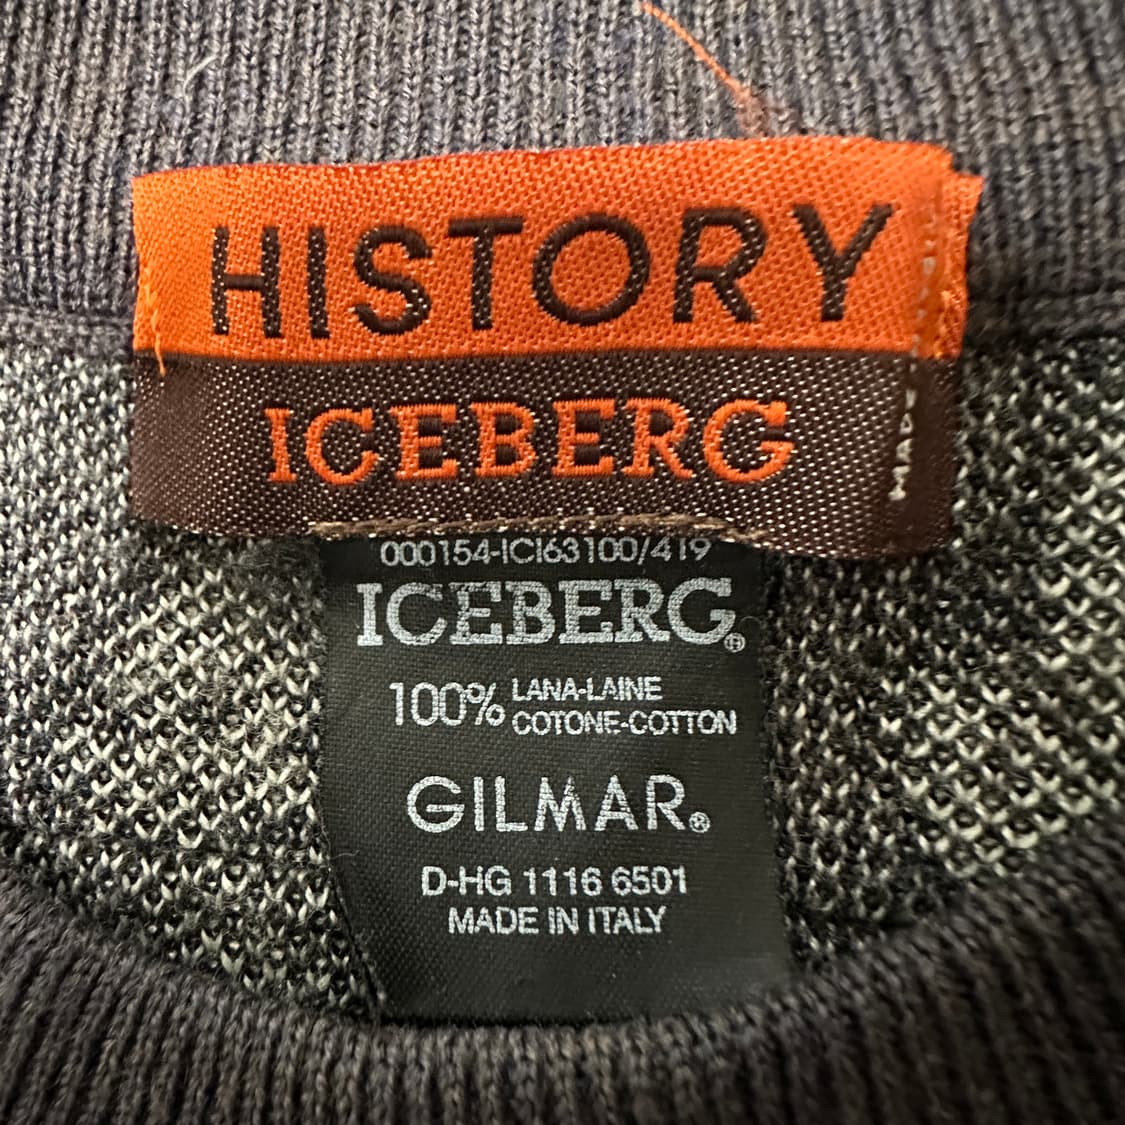 HISTORY
ICEBERG
000154-ICI63100/419
ICEBERG®
100% LANA-LAINE
COTONE-COTTON
GILMAR®
D-HG 1116 6501
MADE IN ITALY